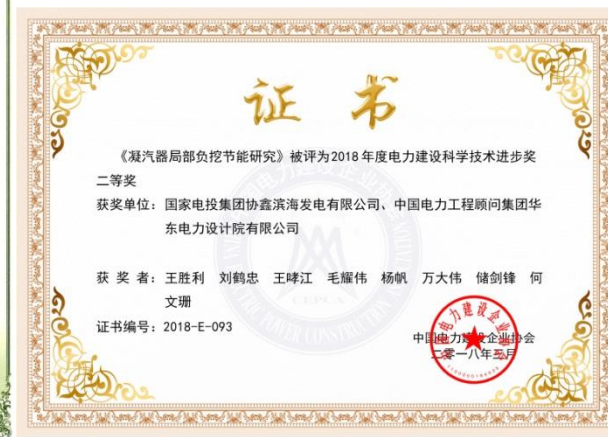 证书
《凝汽器局部负挖节能研究》被评为2018年度电力建设科学技术进步奖
二等奖
获奖单位：国家电投集团协鑫滨海发电有限公司、中国电力工程顾问集团华
东电力设计院有限公司
获奖者：王胜利 刘鹤忠 王哮江 毛耀伟 杨帆 万大伟 储剑锋 何
文珊
证书编号：2018-E-093
中国电力建设企业协会
二零一八年三月